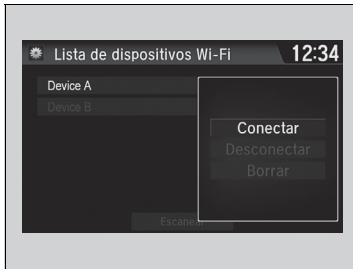 Lista de dispositivos Wi-Fi
12:34
Device A
Device B
Conectar
Desconectar
Borrar
Escanear